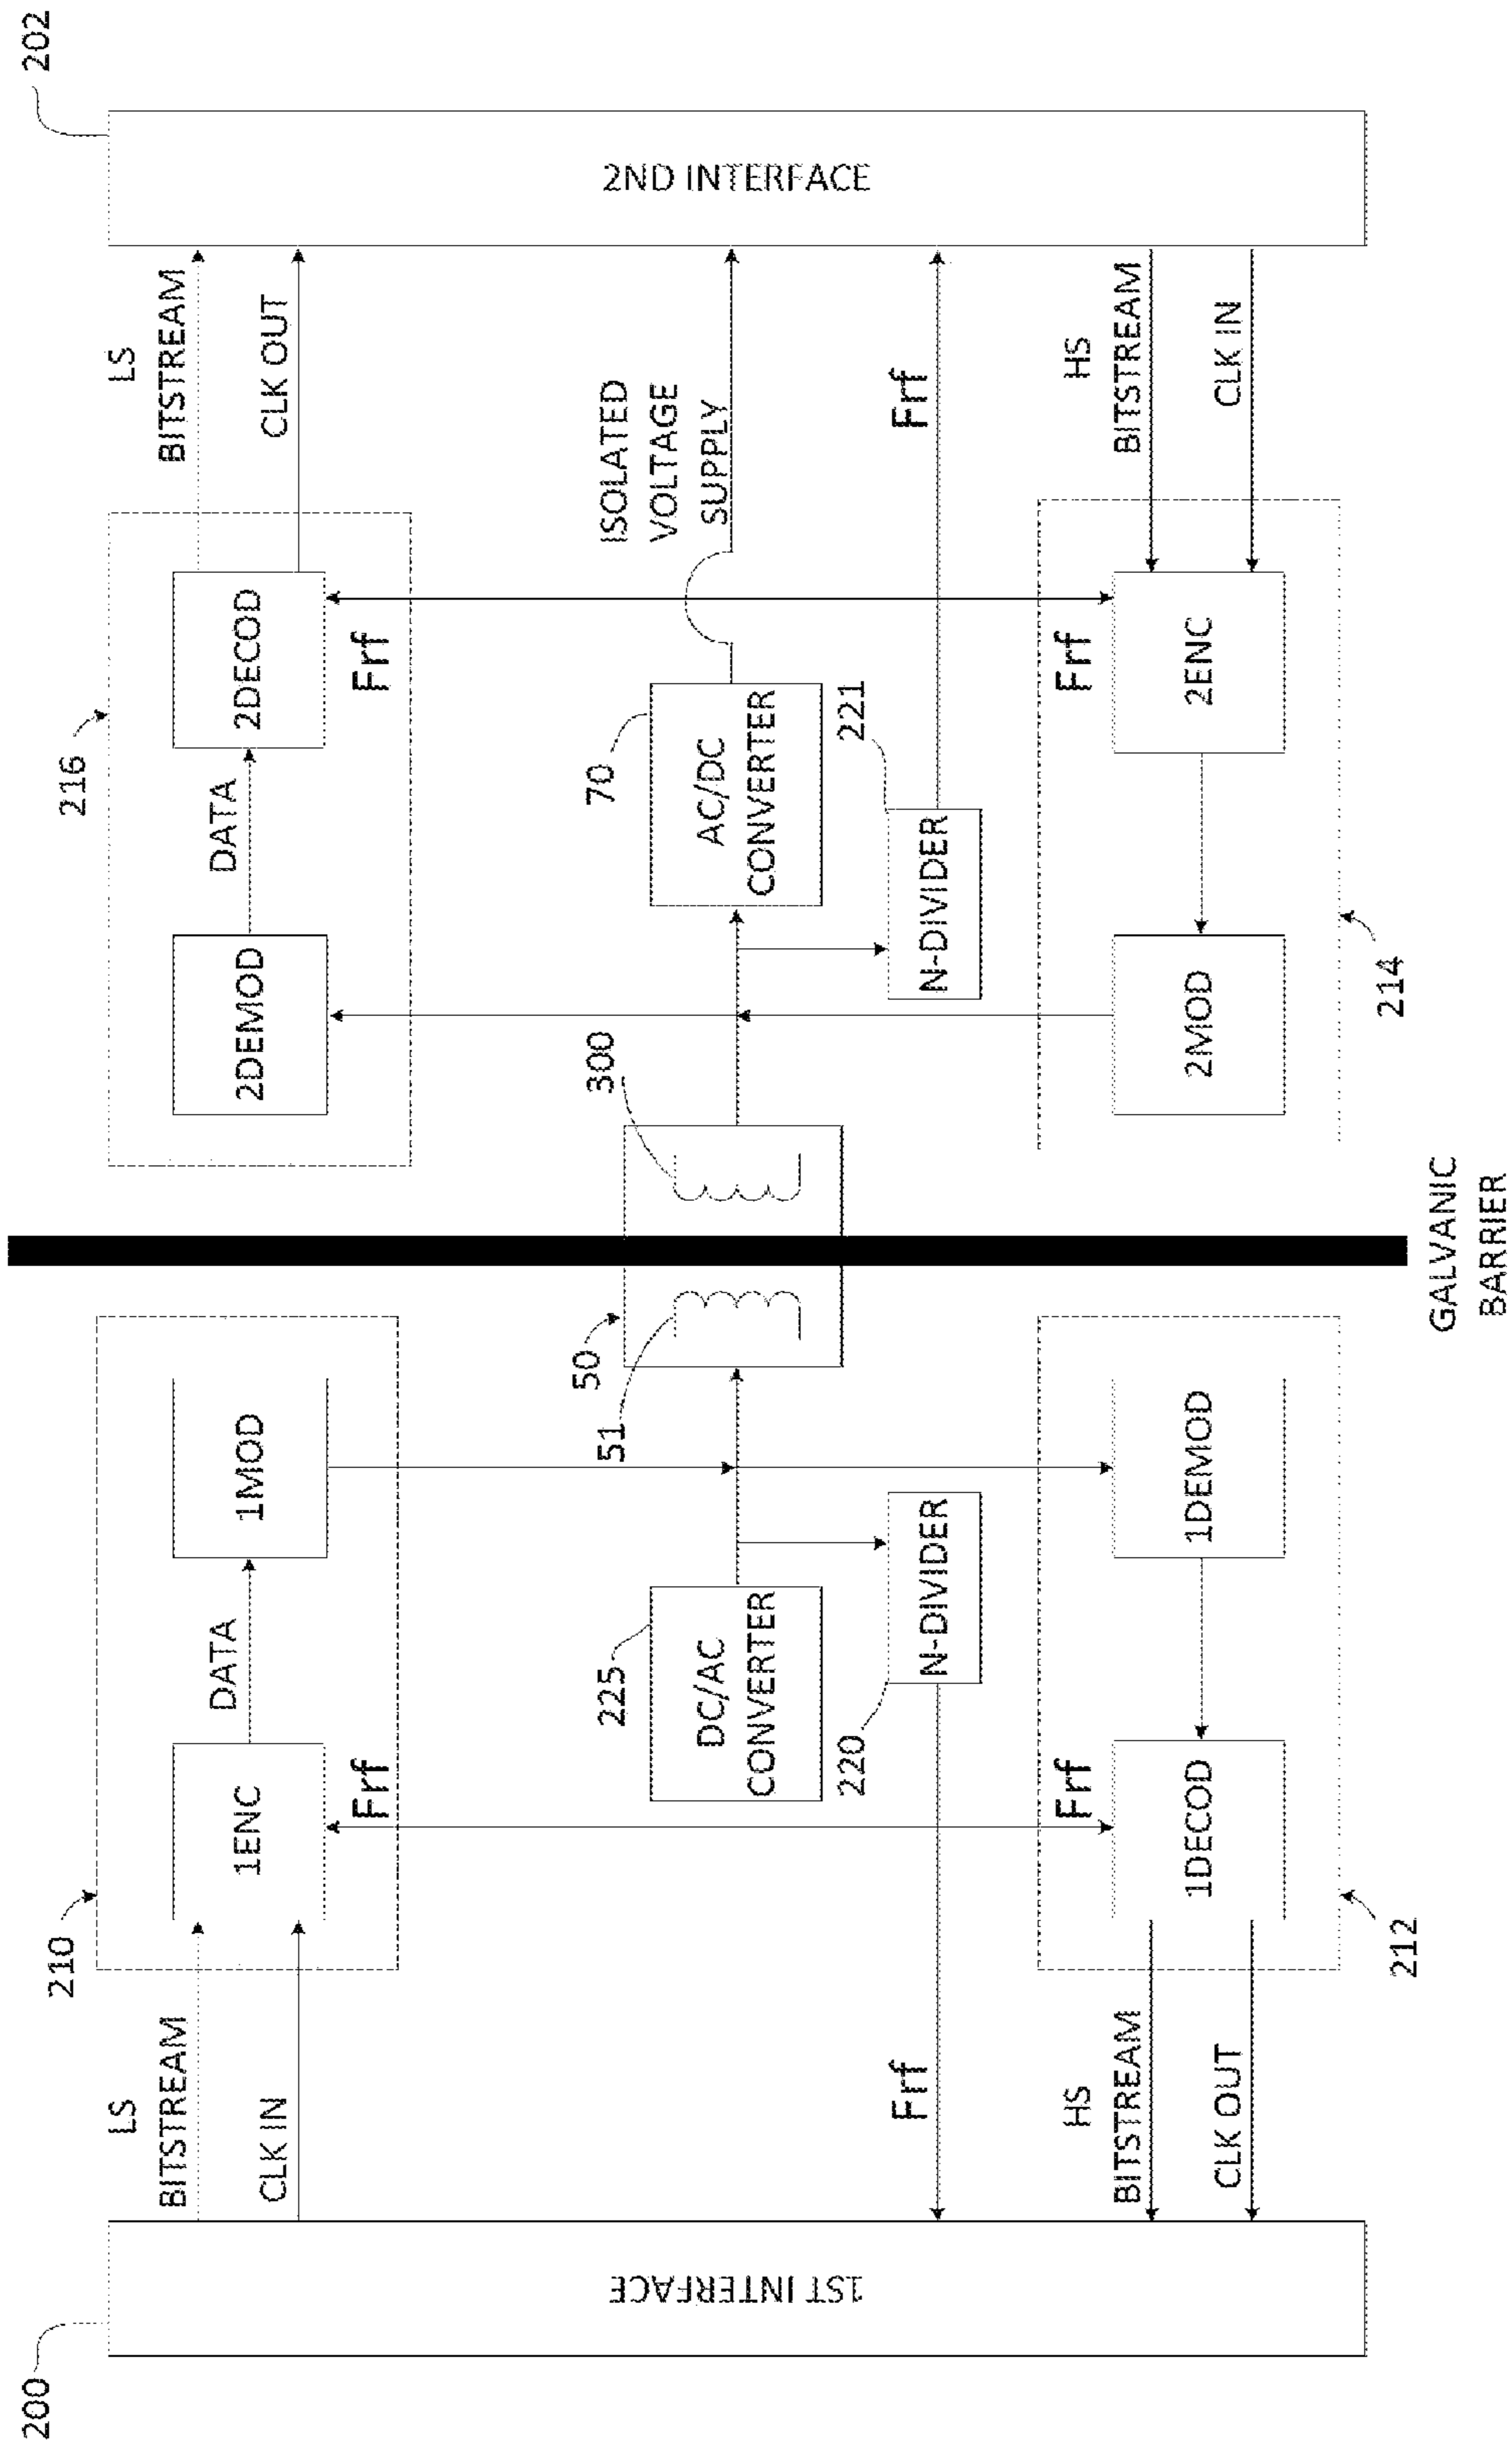 202
2ND INTERFACE
LS
BITSTREAM
CLK OUT
ISOLATED
VOLTAGE
SUPPLY
Frf
HS
BITSTREAM
CLK IN
216
2DECOD
DATA
2DEMOD
Frf
70
AC/DC
CONVERTER
221
N-DIVIDER
Frf
2ENC
2MOD
214
300
50
51
GALVANIC
BARRIER
210
1MOD
DATA
1ENC
Frf
225
DC/AC
CONVERTER
220
N-DIVIDER
1DEMOD
Frf
1DECOD
212
LS
BITSTREAM
CLK IN
Frf
HS
BITSTREAM
CLK OUT
1ST INTERFACE
200